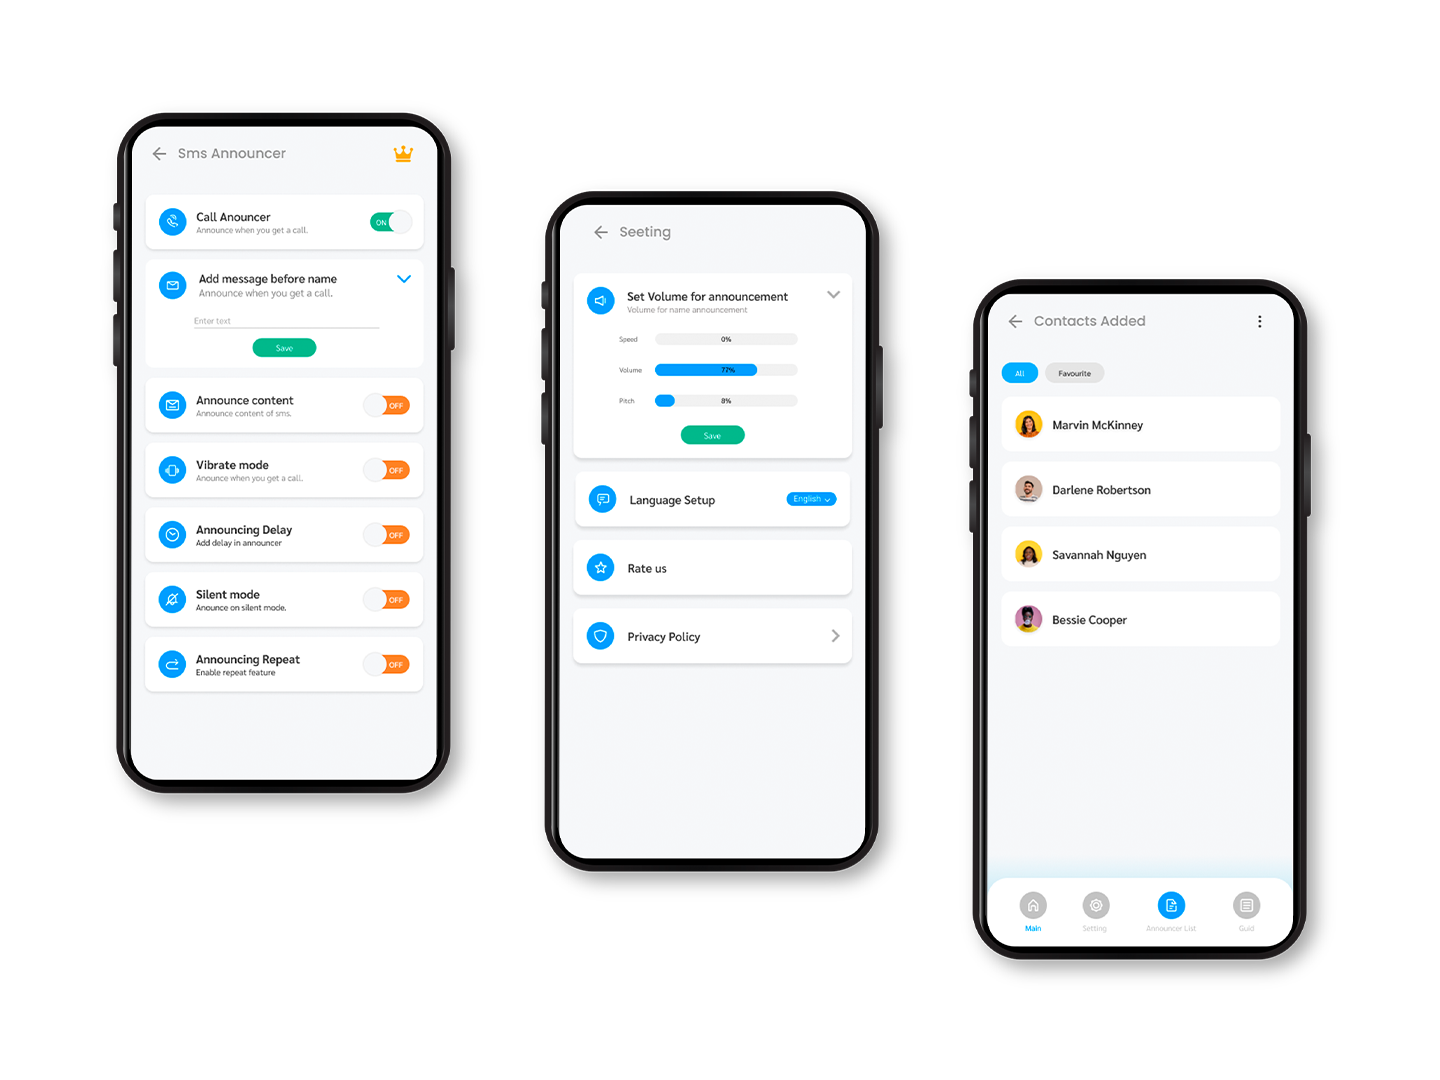 Sms Announcer
Call Anouncer
Announce when you get a call.
ON
Add message before name
Announce when you get a call.
Enter text
Save
Announce content
Announce content of sms.
OFF
Vibrate mode
Anounce when you get a call.
OFF
Announcing Delay
Add delay in announcer
OFF
Silent mode
Anounce on silent mode.
OFF
Announcing Repeat
Enable repeat feature
OFF
Seeting
Set Volume for announcement
Volume for name announcement
Speed 0%
Volume 77%
Pitch 8%
Save
Language Setup English
Rate us
Privacy Policy
Contacts Added
All Favourite
Marvin McKinney
Darlene Robertson
Savannah Nguyen
Bessie Cooper
Main Setting Announcer List Guid